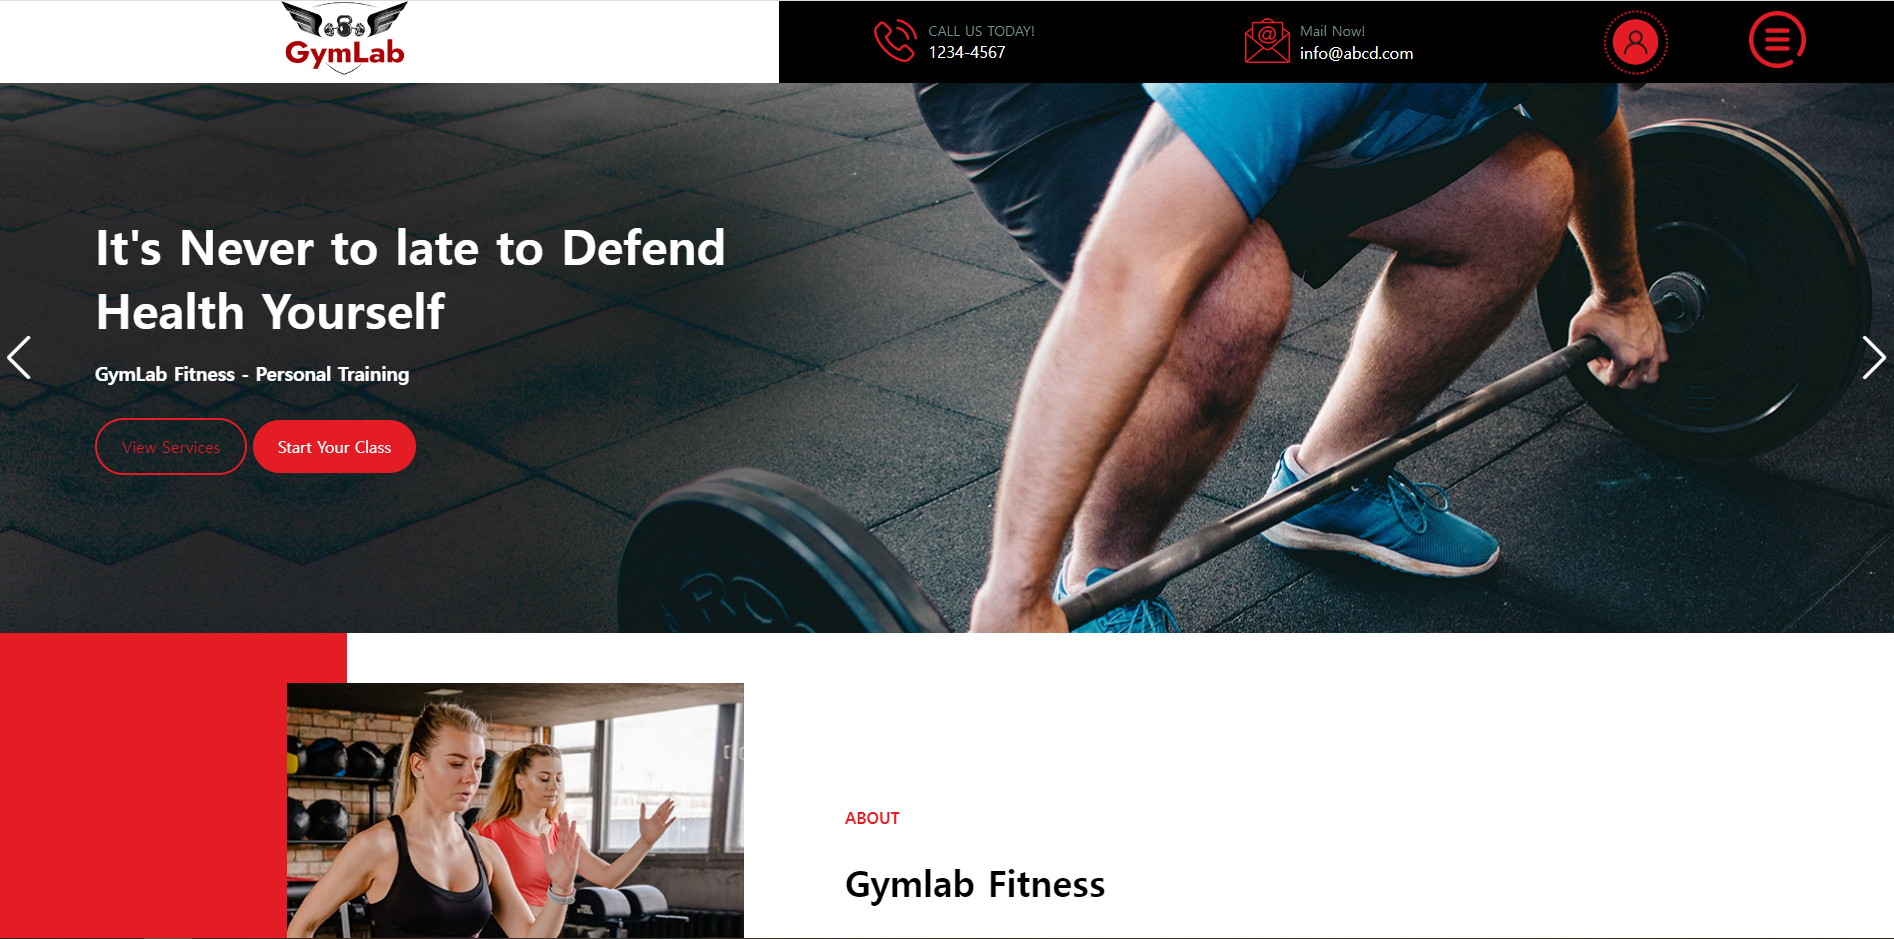 GymLab
CALL US TODAY!
1234-4567
Mail Now!
info@abcd.com
It's Never to late to Defend
Health Yourself
GymLab Fitness - Personal Training
View Services
Start Your Class
ABOUT
Gymlab Fitness